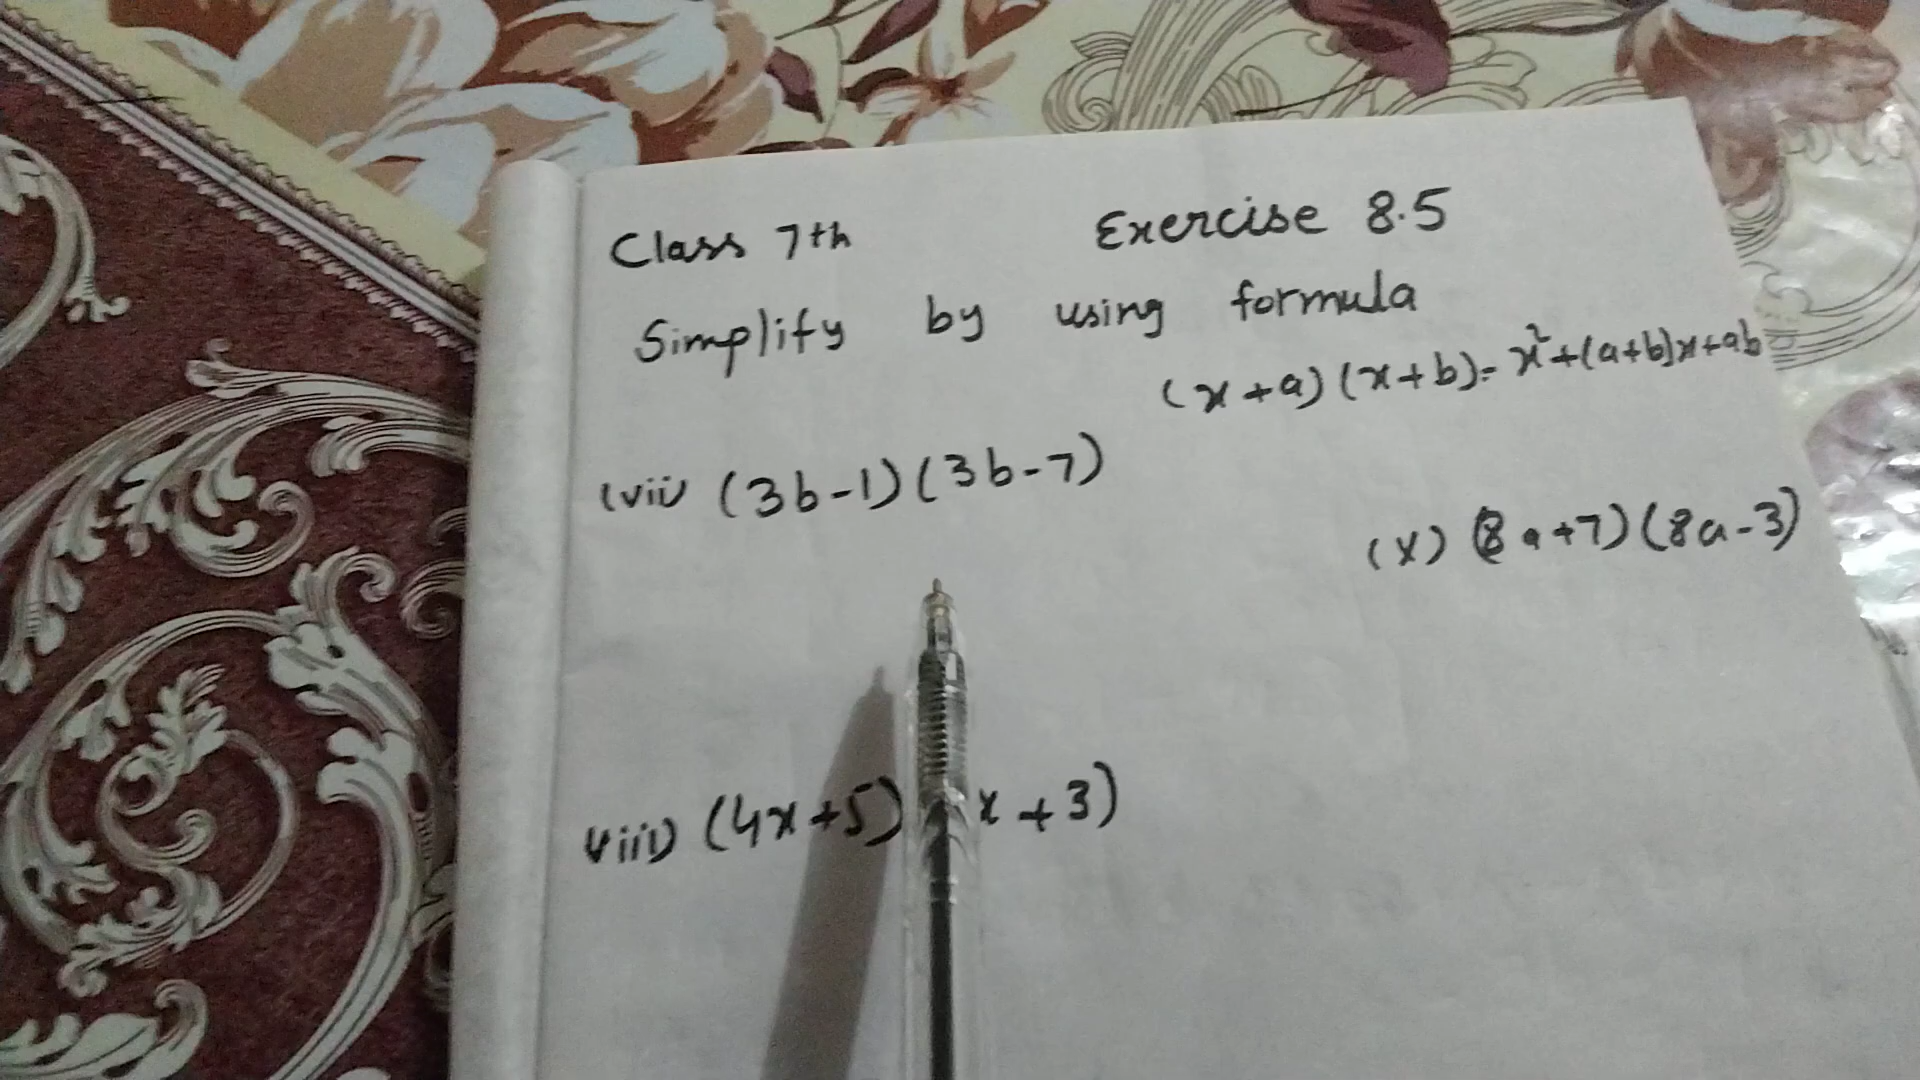 Class 7th Exercise 8.5
Simplify by using formula
(x+a)(x+b)=x²+(a+b)x+ab
(vii) (3b-1)(3b-7)
(x) (8a+7)(8a-3)
viii) (4x+5) x+3)